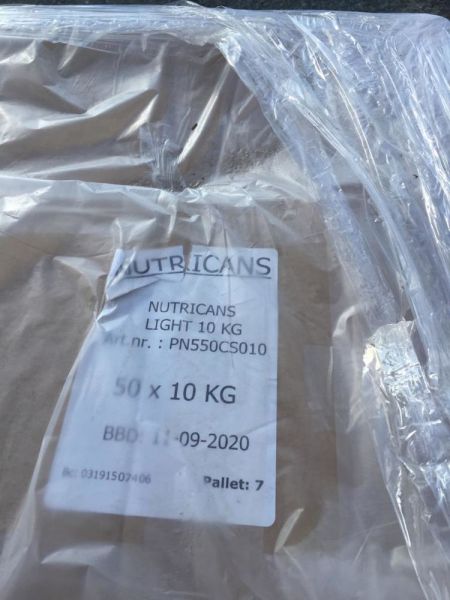 NUTRICANS
NUTRICANS
LIGHT 10 KG
Art.nr. : PN550CS010
50 x 10 KG
BBD: 11-09-2020
Bc: 03191507406
Pallet: 7